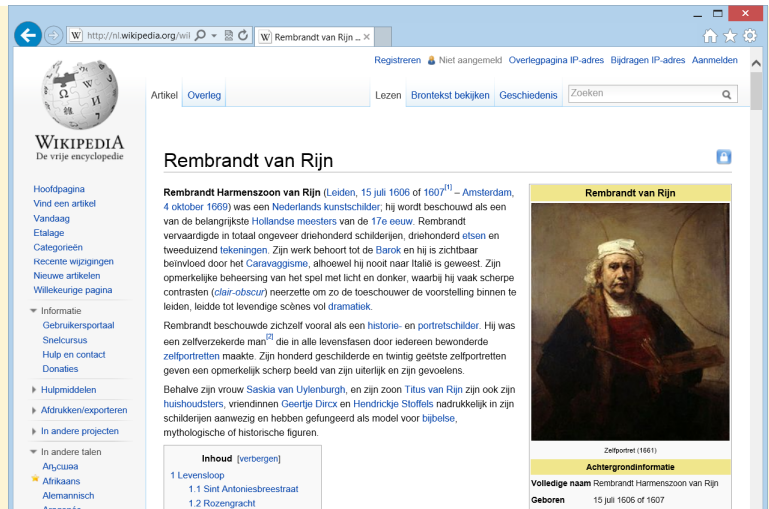 http://nl.wikipedia.org/wil
Rembrandt van Rijn ...
Registreren Niet aangemeld Overlegpagina IP-adres Bijdragen IP-adres Aanmelden
Artikel Overleg Lezen Brontekst bekijken Geschiedenis Zoeken
WIKIPEDIA
De vrije encyclopedie
Hoofdpagina
Vind een artikel
Vandaag
Etalage
Categorieën
Recente wijzigingen
Nieuwe artikelen
Willekeurige pagina
Informatie
Gebruikersportaal
Snelcursus
Hulp en contact
Donaties
Hulpmiddelen
Afdrukken/exporteren
In andere projecten
In andere talen
Аҧсшәа
Afrikaans
Alemannisch
Rembrandt van Rijn
Rembrandt Harmenszoon van Rijn (Leiden, 15 juli 1606 of 1607[1] – Amsterdam,
4 oktober 1669) was een Nederlands kunstschilder; hij wordt beschouwd als een
van de belangrijkste Hollandse meesters van de 17e eeuw. Rembrandt
vervaardigde in totaal ongeveer driehonderd schilderijen, driehonderd etsen en
tweeduizend tekeningen. Zijn werk behoort tot de Barok en hij is zichtbaar
beïnvloed door het Caravaggisme, alhoewel hij nooit naar Italië is geweest. Zijn
opmerkelijke beheersing van het spel met licht en donker, waarbij hij vaak scherpe
contrasten (clair-obscur) neerzette om zo de toeschouwer de voorstelling binnen te
leiden, leidde tot levendige scènes vol dramatiek.
Rembrandt beschouwde zichzelf vooral als een historie- en portretschilder. Hij was
een zelfverzekerde man[2] die in alle levensfasen door iedereen bewonderde
zelfportretten maakte. Zijn honderd geschilderde en twintig geëtste zelfportretten
geven een opmerkelijk scherp beeld van zijn uiterlijk en zijn gevoelens.
Behalve zijn vrouw Saskia van Uylenburgh, en zijn zoon Titus van Rijn zijn ook zijn
huishoudsters, vriendinnen Geertje Dircx en Hendrickje Stoffels nadrukkelijk in zijn
schilderijen aanwezig en hebben gefungeerd als model voor bijbelse,
mythologische of historische figuren.
Inhoud [verbergen]
1 Levensloop
1.1 Sint Antoniesbreestraat
1.2 Rozengracht
Rembrandt van Rijn
Zelfportret (1661)
Achtergrondinformatie
Volledige naam Rembrandt Harmenszoon van Rijn
Geboren 15 juli 1606 of 1607